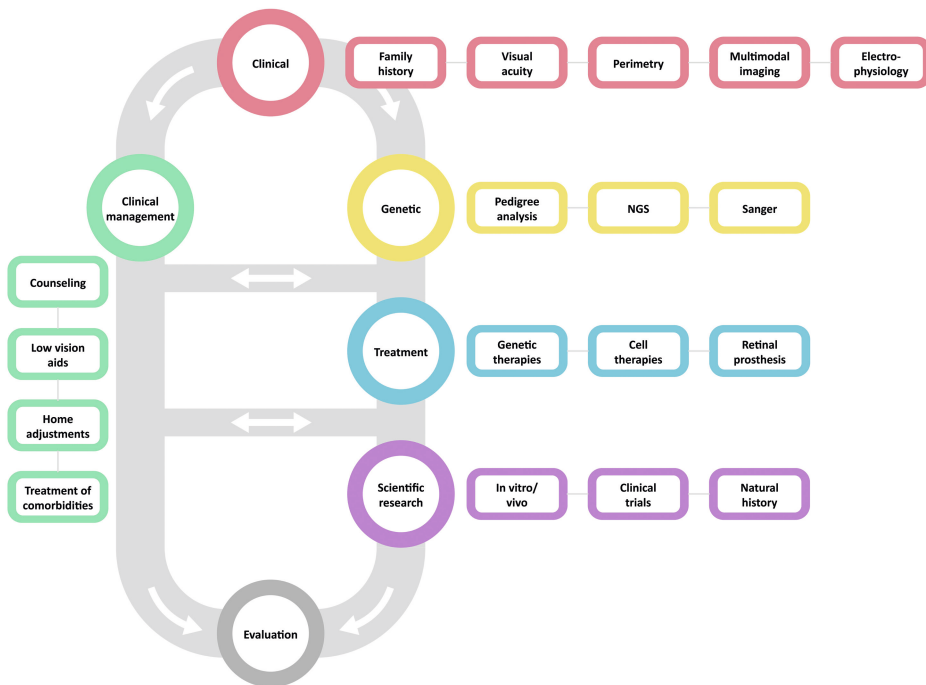 Clinical
Family
history
Visual
acuity
Perimetry
Multimodal
imaging
Electro-
physiology
Clinical
management
Genetic
Pedigree
analysis
NGS
Sanger
Counseling
Low vision
aids
Home
adjustments
Treatment of
comorbidities
Treatment
Genetic
therapies
Cell
therapies
Retinal
prosthesis
Scientific
research
In vitro/
vivo
Clinical
trials
Natural
history
Evaluation